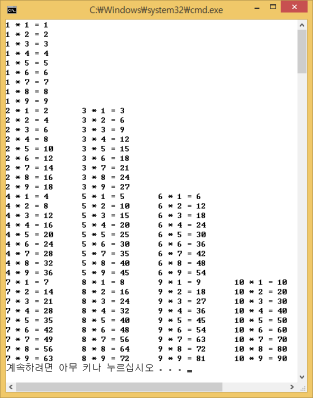 C:₩Windows₩system32₩cmd.exe
1 * 1 = 1
1 * 2 = 2
1 * 3 = 3
1 * 4 = 4
1 * 5 = 5
1 * 6 = 6
1 * 7 = 7
1 * 8 = 8
1 * 9 = 9
2 * 1 = 2 3 * 1 = 3
2 * 2 = 4 3 * 2 = 6
2 * 3 = 6 3 * 3 = 9
2 * 4 = 8 3 * 4 = 12
2 * 5 = 10 3 * 5 = 15
2 * 6 = 12 3 * 6 = 18
2 * 7 = 14 3 * 7 = 21
2 * 8 = 16 3 * 8 = 24
2 * 9 = 18 3 * 9 = 27
4 * 1 = 4 5 * 1 = 5 6 * 1 = 6
4 * 2 = 8 5 * 2 = 10 6 * 2 = 12
4 * 3 = 12 5 * 3 = 15 6 * 3 = 18
4 * 4 = 16 5 * 4 = 20 6 * 4 = 24
4 * 5 = 20 5 * 5 = 25 6 * 5 = 30
4 * 6 = 24 5 * 6 = 30 6 * 6 = 36
4 * 7 = 28 5 * 7 = 35 6 * 7 = 42
4 * 8 = 32 5 * 8 = 40 6 * 8 = 48
4 * 9 = 36 5 * 9 = 45 6 * 9 = 54
7 * 1 = 7 8 * 1 = 8 9 * 1 = 9 10 * 1 = 10
7 * 2 = 14 8 * 2 = 16 9 * 2 = 18 10 * 2 = 20
7 * 3 = 21 8 * 3 = 24 9 * 3 = 27 10 * 3 = 30
7 * 4 = 28 8 * 4 = 32 9 * 4 = 36 10 * 4 = 40
7 * 5 = 35 8 * 5 = 40 9 * 5 = 45 10 * 5 = 50
7 * 6 = 42 8 * 6 = 48 9 * 6 = 54 10 * 6 = 60
7 * 7 = 49 8 * 7 = 56 9 * 7 = 63 10 * 7 = 70
7 * 8 = 56 8 * 8 = 64 9 * 8 = 72 10 * 8 = 80
7 * 9 = 63 8 * 9 = 72 9 * 9 = 81 10 * 9 = 90
계속하려면 아무 키나 누르십시오 . . .